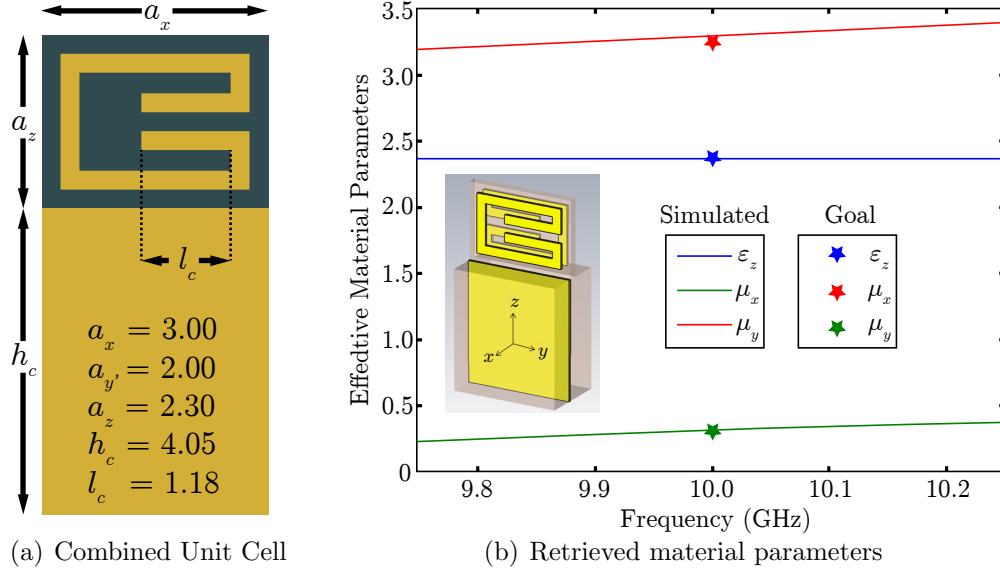 a_x
a_z
l_c
h_c
a_x = 3.00
a_y' = 2.00
a_z = 2.30
h_c = 4.05
l_c = 1.18
(a) Combined Unit Cell
Effedtive Material Parameters
3.5
3.0
2.5
2.0
1.5
1.0
0.5
0
9.8 9.9 10.0 10.1 10.2
Frequency (GHz)
z
x y
Simulated Goal
ε_z ε_z
μ_x μ_x
μ_y μ_y
(b) Retrieved material parameters